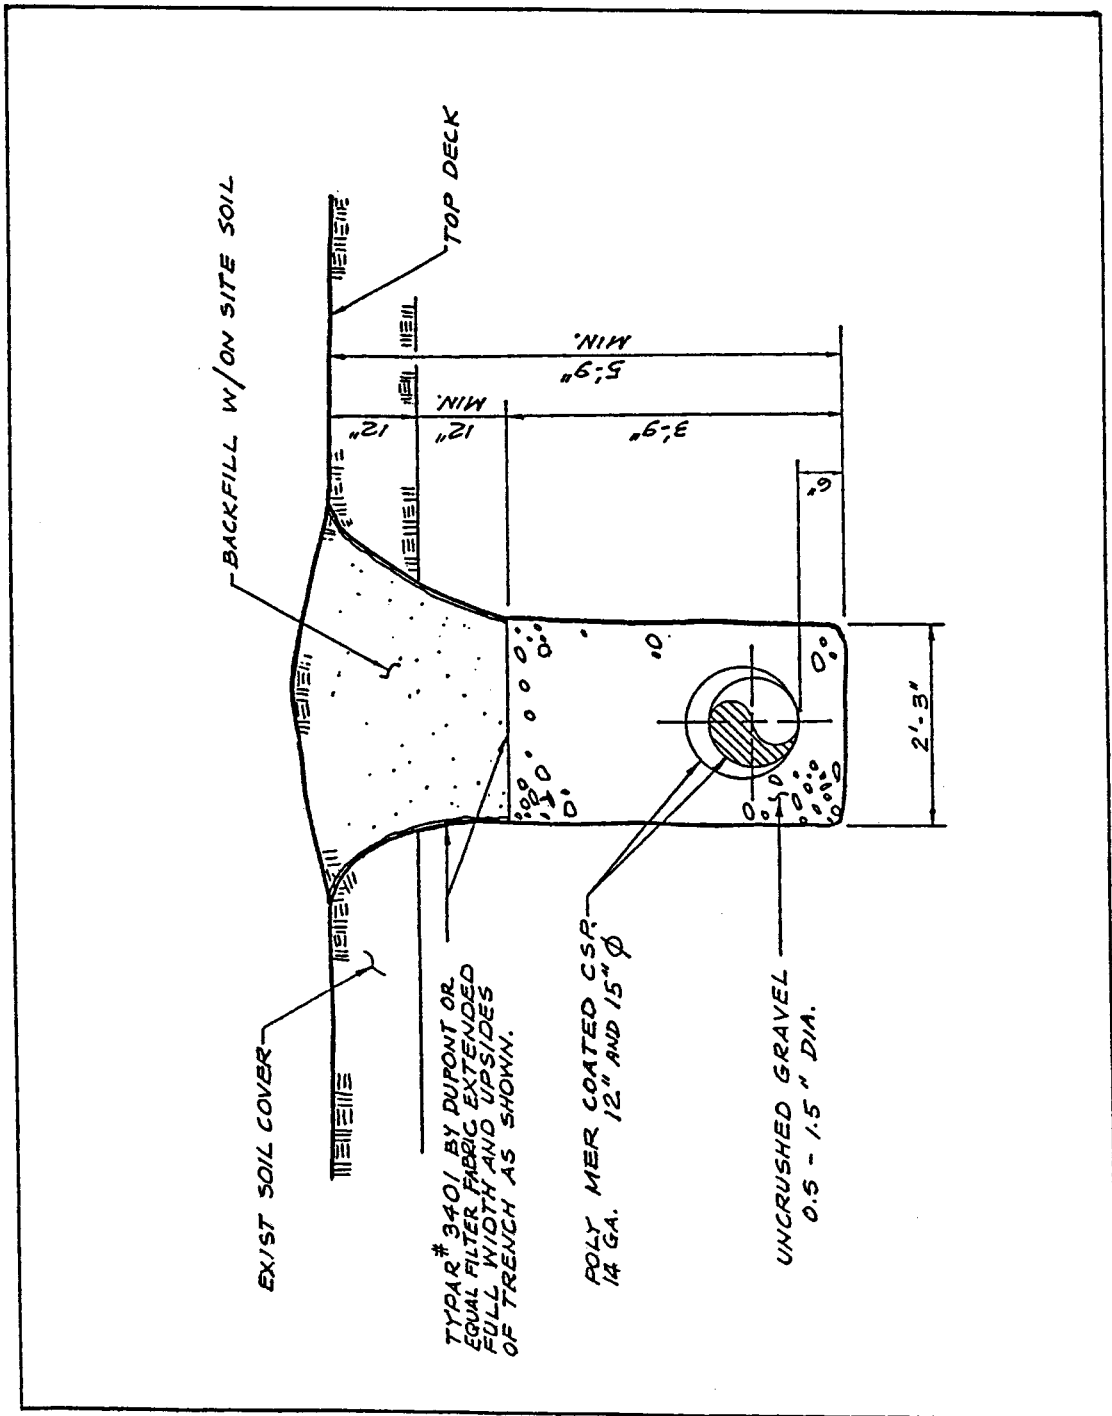 EXIST SOIL COVER
BACKFILL W/ON SITE SOIL
TOP DECK
TYPAR # 3401 BY DUPONT OR
EQUAL FILTER FABRIC EXTENDED
FULL WIDTH AND UPSIDES
OF TRENCH AS SHOWN.
12"
12"
MIN.
5'-9"
MIN.
3'-9"
6"
POLY MER COATED CSP.
14 GA. 12" AND 15" Ø
UNCRUSHED GRAVEL
0.5 - 1.5" DIA.
2'-3"